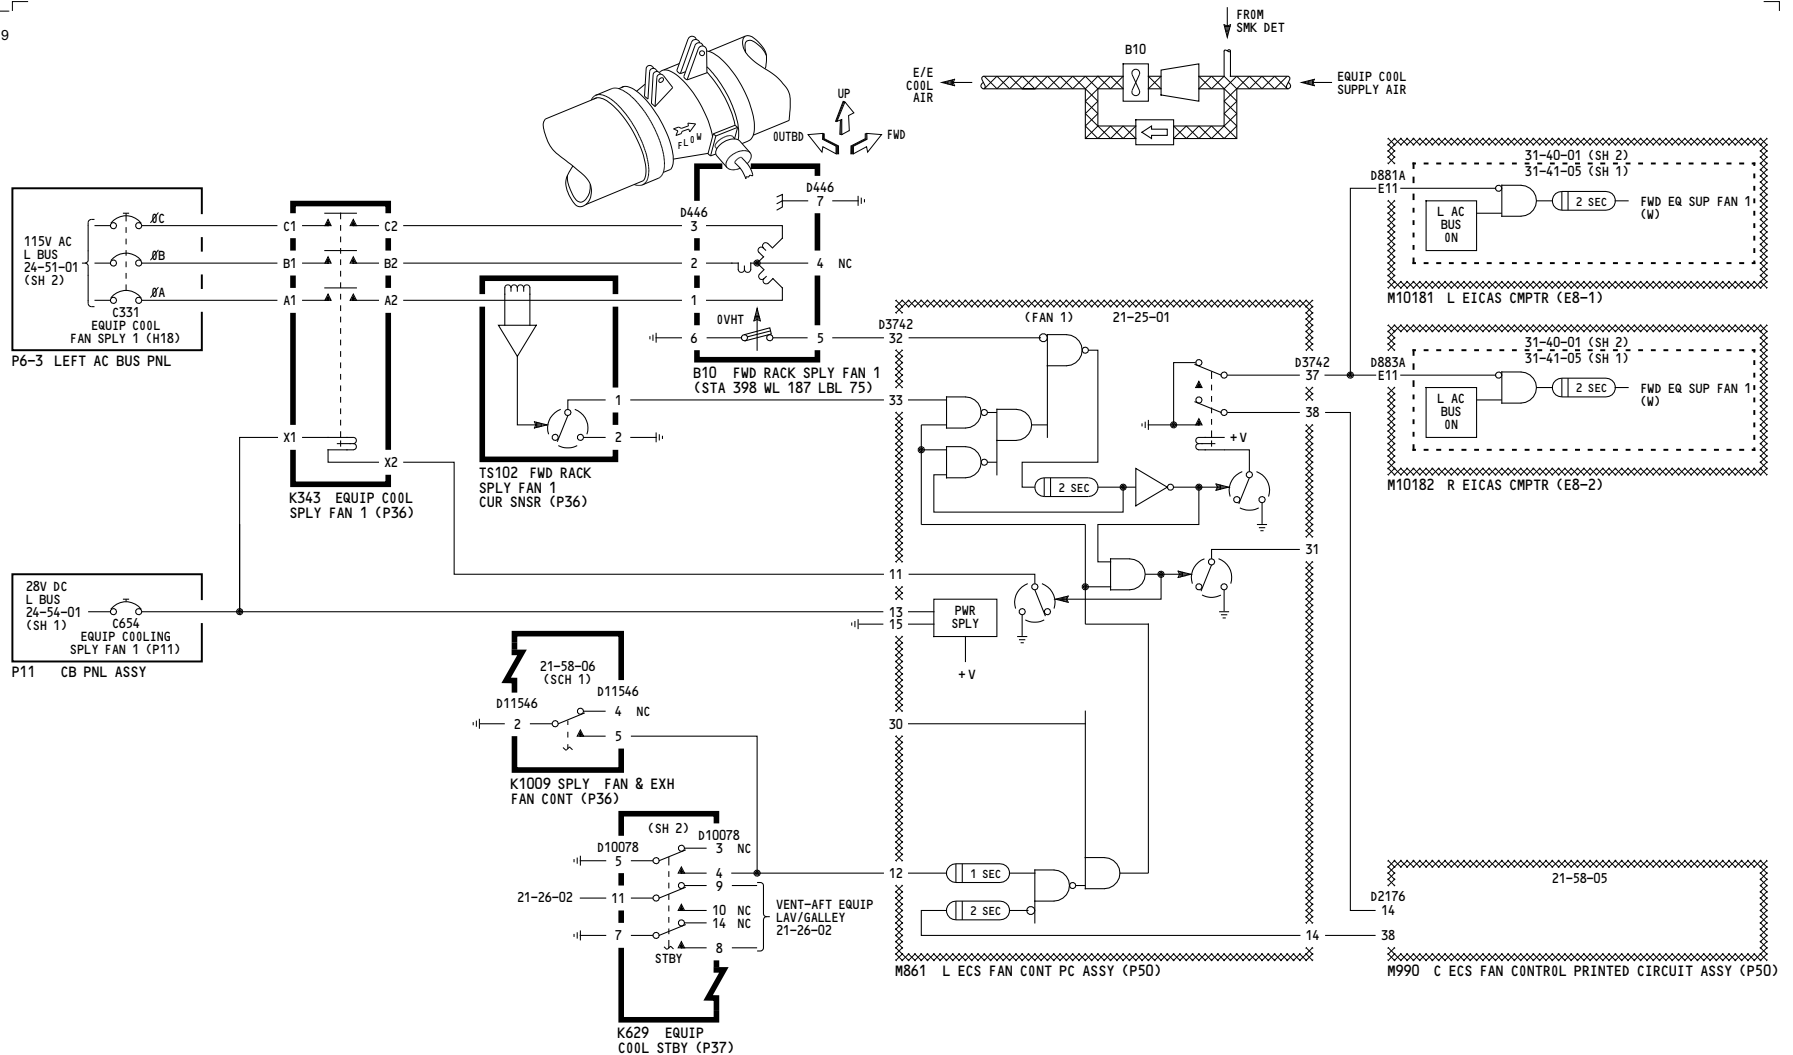 9
FROM
SMK DET
B10
E/E
COOL
AIR
EQUIP COOL
SUPPLY AIR
UP
OUTBD
FWD
FLOW
115V AC
L BUS
24-51-01
(SH 2)
ØC
ØB
ØA
C331
EQUIP COOL
FAN SPLY 1 (H18)
P6-3 LEFT AC BUS PNL
C1
C2
B1
B2
A1
A2
X1
X2
K343 EQUIP COOL
SPLY FAN 1 (P36)
TS102 FWD RACK
SPLY FAN 1
CUR SNSR (P36)
1
2
D446
D446
7
3
2
4 NC
1
OVHT
6
5
B10 FWD RACK SPLY FAN 1
(STA 398 WL 187 LBL 75)
D3742
32
33
(FAN 1)
21-25-01
2 SEC
+V
D3742
37
38
31
11
13
15
PWR
SPLY
+V
30
12
1 SEC
2 SEC
14
M861 L ECS FAN CONT PC ASSY (P50)
31-40-01 (SH 2)
31-41-05 (SH 1)
D881A
E11
L AC
BUS
ON
2 SEC
FWD EQ SUP FAN 1
(W)
M10181 L EICAS CMPTR (E8-1)
31-40-01 (SH 2)
31-41-05 (SH 1)
D883A
E11
L AC
BUS
ON
2 SEC
FWD EQ SUP FAN 1
(W)
M10182 R EICAS CMPTR (E8-2)
28V DC
L BUS
24-54-01
(SH 1)
C654
EQUIP COOLING
SPLY FAN 1 (P11)
P11 CB PNL ASSY
21-58-06
(SCH 1)
D11546
D11546
2
4 NC
5
K1009 SPLY FAN & EXH
FAN CONT (P36)
(SH 2)
D10078
D10078
3 NC
5
4
9
21-26-02
11
10 NC
14 NC
7
8
STBY
VENT-AFT EQUIP
LAV/GALLEY
21-26-02
K629 EQUIP
COOL STBY (P37)
21-58-05
D2176
14
38
M990 C ECS FAN CONTROL PRINTED CIRCUIT ASSY (P50)